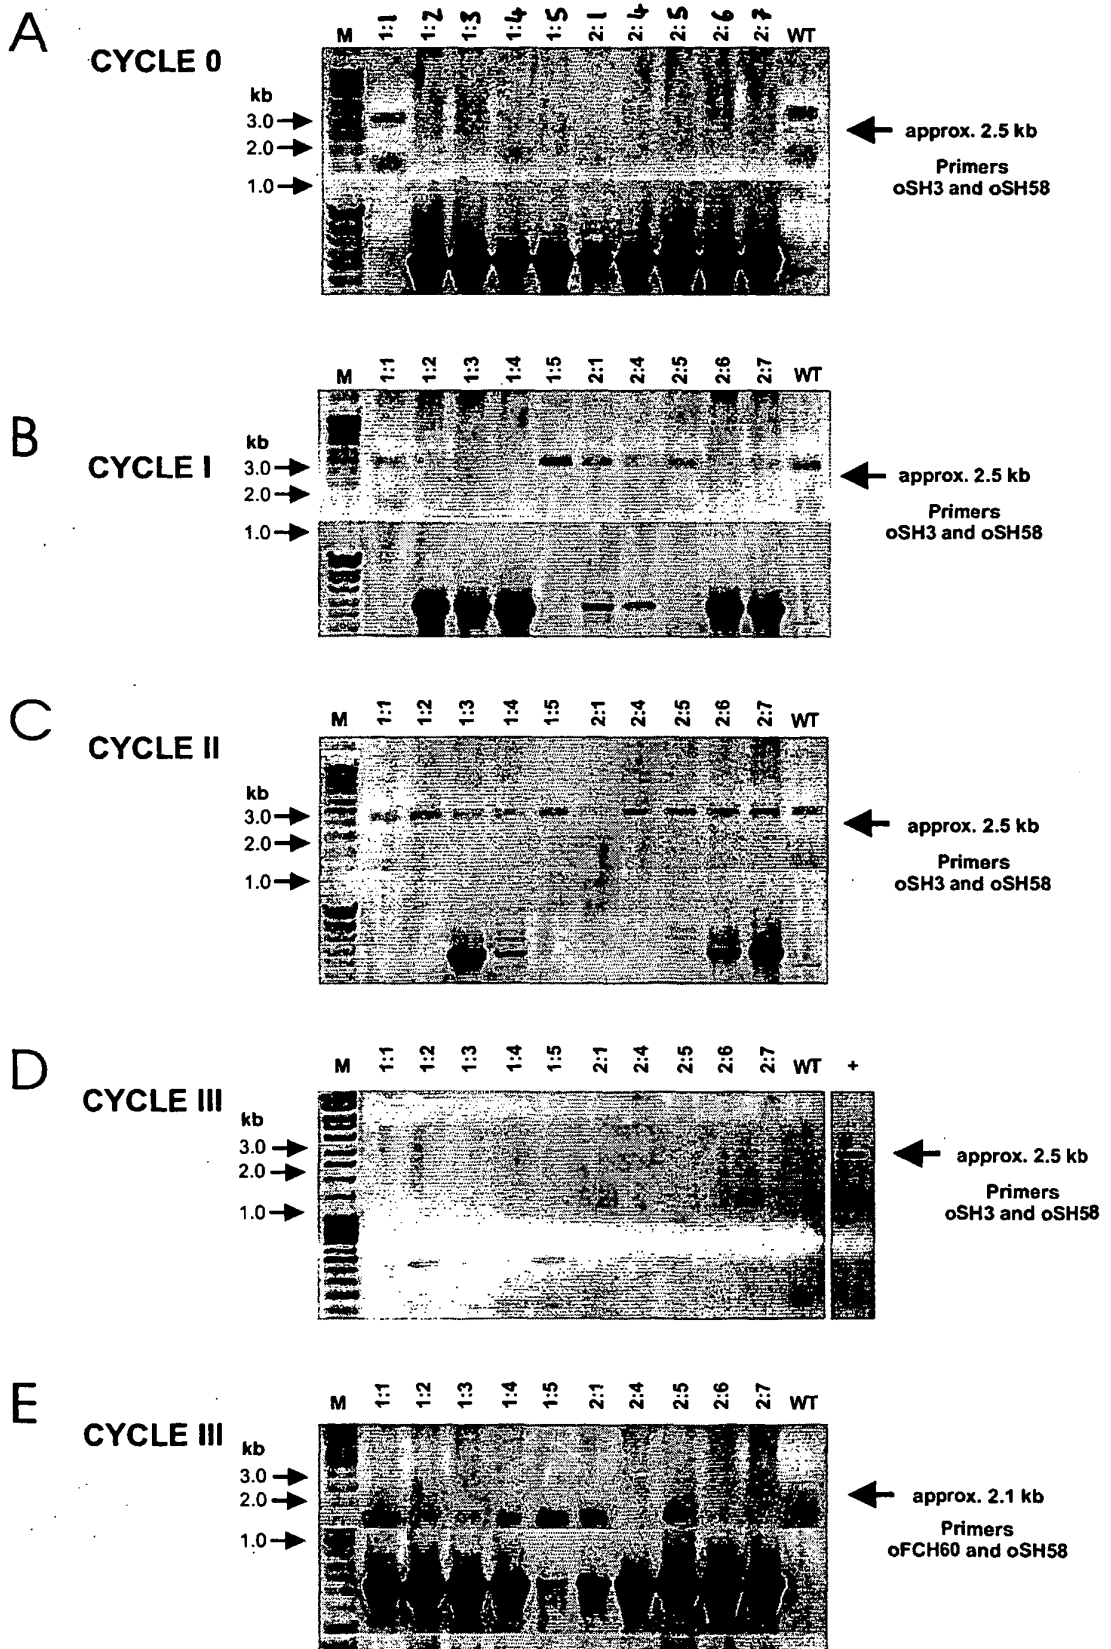 A
CYCLE 0
M 1:1 1:2 1:3 1:4 1:5 2:1 2:4 2:5 2:6 2:7 WT
kb
3.0
2.0
1.0
approx. 2.5 kb
Primers
oSH3 and oSH58
B
CYCLE I
M 1:1 1:2 1:3 1:4 1:5 2:1 2:4 2:5 2:6 2:7 WT
kb
3.0
2.0
1.0
approx. 2.5 kb
Primers
oSH3 and oSH58
C
CYCLE II
M 1:1 1:2 1:3 1:4 1:5 2:1 2:4 2:5 2:6 2:7 WT
kb
3.0
2.0
1.0
approx. 2.5 kb
Primers
oSH3 and oSH58
D
CYCLE III
M 1:1 1:2 1:3 1:4 1:5 2:1 2:4 2:5 2:6 2:7 WT +
kb
3.0
2.0
1.0
approx. 2.5 kb
Primers
oSH3 and oSH58
E
CYCLE III
M 1:1 1:2 1:3 1:4 1:5 2:1 2:4 2:5 2:6 2:7 WT
kb
3.0
2.0
1.0
approx. 2.1 kb
Primers
oFCH60 and oSH58